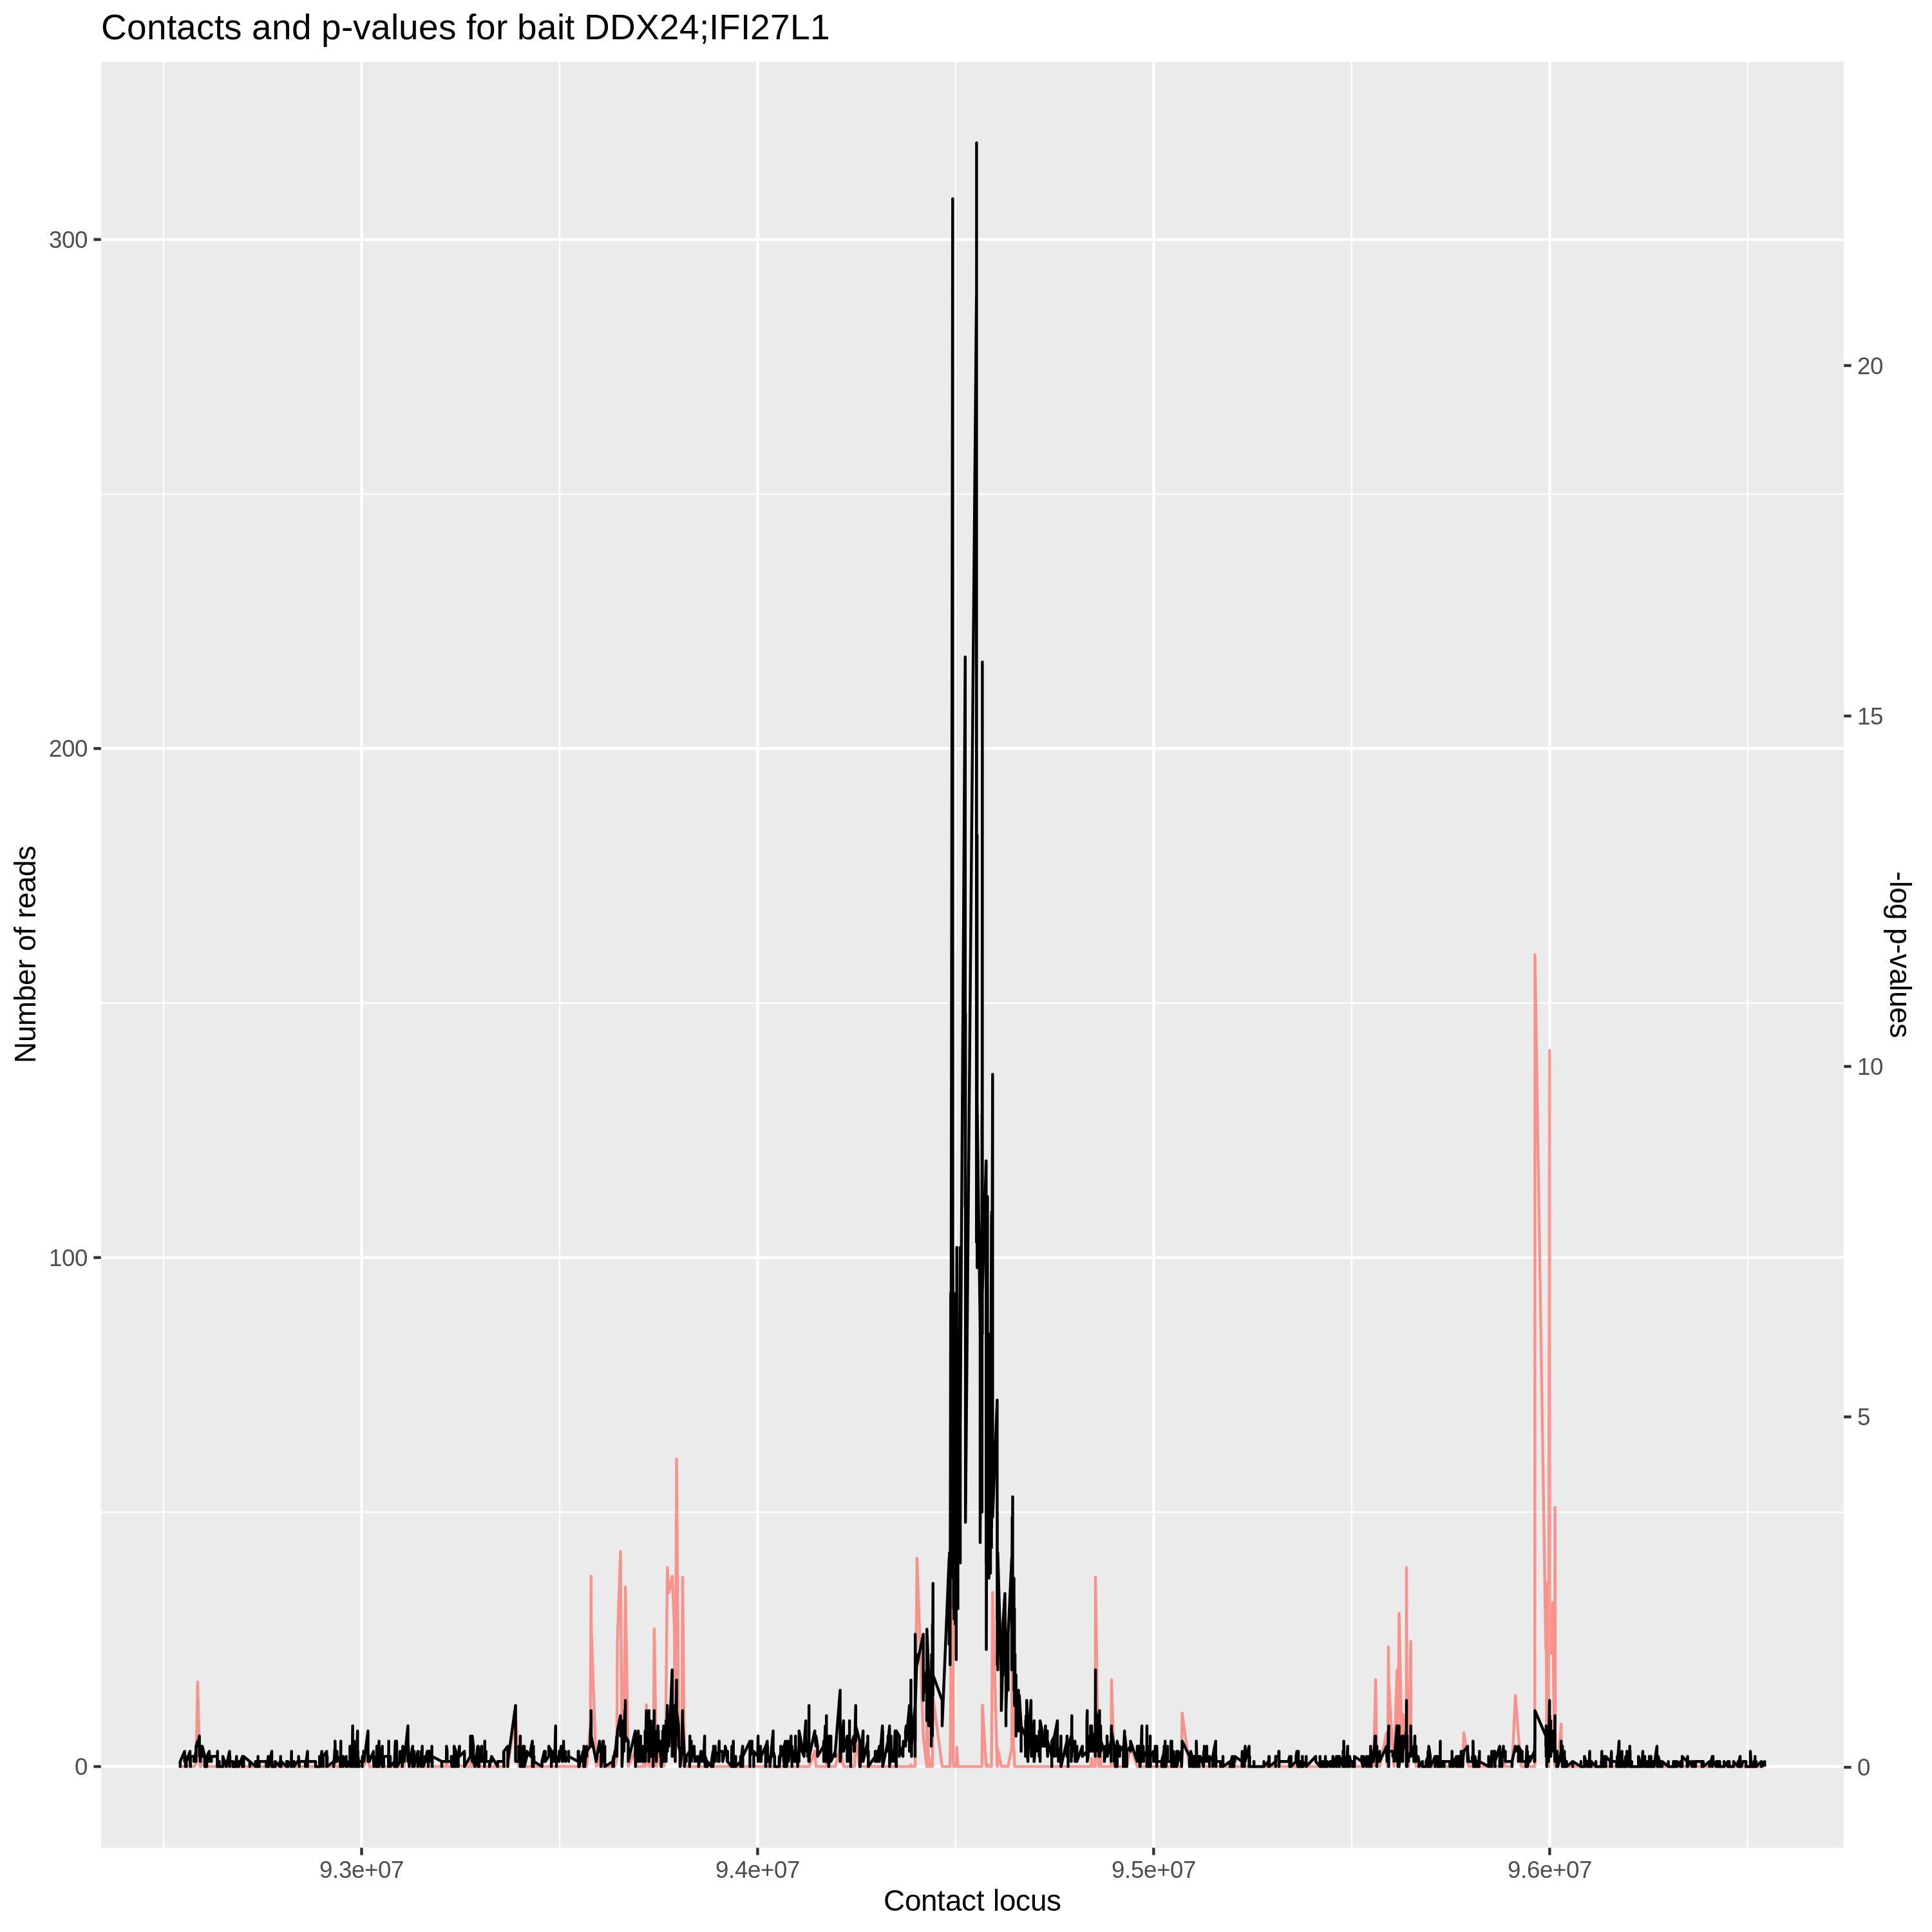 Contacts and p-values for bait DDX24;IFI27L1
300
200
100
0
Number of reads
20
15
10
5
0
-log p-values
9.3e+07
9.4e+07
9.5e+07
9.6e+07
Contact locus